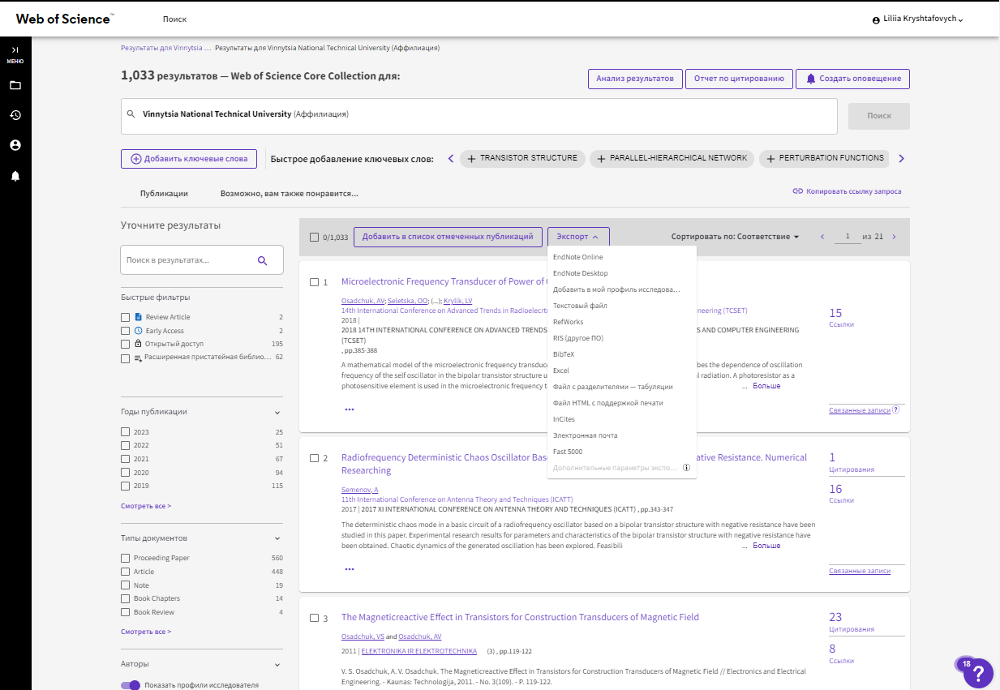 Web of Science™
Поиск
Liliia Kryshtafovych
МЕНЮ
Результаты для Vinnytsia ... Результаты для Vinnytsia National Technical University (Аффилиация)
1,033 результатов — Web of Science Core Collection для:
Анализ результатов
Отчет по цитированию
Создать оповещение
Vinnytsia National Technical University (Аффилиация)
Поиск
Добавить ключевые слова
Быстрое добавление ключевых слов:
TRANSISTOR STRUCTURE
PARALLEL-HIERARCHICAL NETWORK
PERTURBATION FUNCTIONS
Публикации
Возможно, вам также понравится...
Копировать ссылку запроса
Уточните результаты
Поиск в результатах...
Быстрые фильтры
Review Article 2
Early Access 2
Открытый доступ 195
Расширенная пристатейная библио... 62
Годы публикации
2023 25
2022 51
2021 67
2020 94
2019 115
Смотреть все >
Типы документов
Proceeding Paper 560
Article 448
Note 19
Book Chapters 14
Book Review 4
Смотреть все >
Авторы
Показать профили исследователя
0/1,033
Добавить в список отмеченных публикаций
Экспорт
Сортировать по: Соответствие
1 из 21
EndNote Online
EndNote Desktop
Добавить в мой профиль исследова...
Текстовый файл
RefWorks
RIS (другое ПО)
BibTeX
Excel
Файл с разделителями — табуляции
Файл HTML с поддержкой печати
InCites
Электронная почта
Fast 5000
Дополнительные параметры экспо...
1
Microelectronic Frequency Transducer of Power of
Osadchuk, AV; Seletska, OO; (...); Krylik, LV
14th International Conference on Advanced Trends in Radioelectr neering (TCSET)
2018 |
2018 14TH INTERNATIONAL CONFERENCE ON ADVANCED TRENDS S AND COMPUTER ENGINEERING
(TCSET)
, pp.385-388
A mathematical model of the microelectronic frequency transduc bes the dependence of oscillation
frequency of the self oscillator in the bipolar transistor structure u l radiation. A photoresistor as a
photosensitive element is used in the microelectronic frequency t ... Больше
15
Ссылки
Связанные записи ?
2
Radiofrequency Deterministic Chaos Oscillator Bas ative Resistance. Numerical
Researching
Semenov, A
11th International Conference on Antenna Theory and Techniques (ICATT)
2017 | 2017 XI INTERNATIONAL CONFERENCE ON ANTENNA THEORY AND TECHNIQUES (ICATT) , pp.343-347
The deterministic chaos mode in a basic circuit of a radiofrequency oscillator based on a bipolar transistor structure with negative resistance have been
studied in this paper. Experimental research results for parameters and characteristics of the bipolar transistor structure with negative resistance have
been obtained. Chaotic dynamics of the generated oscillation has been explored. Feasibili ... Больше
1
Цитирования
16
Ссылки
Связанные записи
3
The Magneticreactive Effect in Transistors for Construction Transducers of Magnetic Field
Osadchuk, VS and Osadchuk, AV
2011 | ELEKTRONIKA IR ELEKTROTECHNIKA (3) , pp.119-122
V. S. Osadchuk, A. V. Osadchuk. The Magneticreactive Effect in Transistors for Construction Transducers of Magnetic Field // Electronics and Electrical
Engineering. - Kaunas: Technologija, 2011. - No. 3(109). - P. 119-122.
23
Цитирования
8
Ссылки
18
?